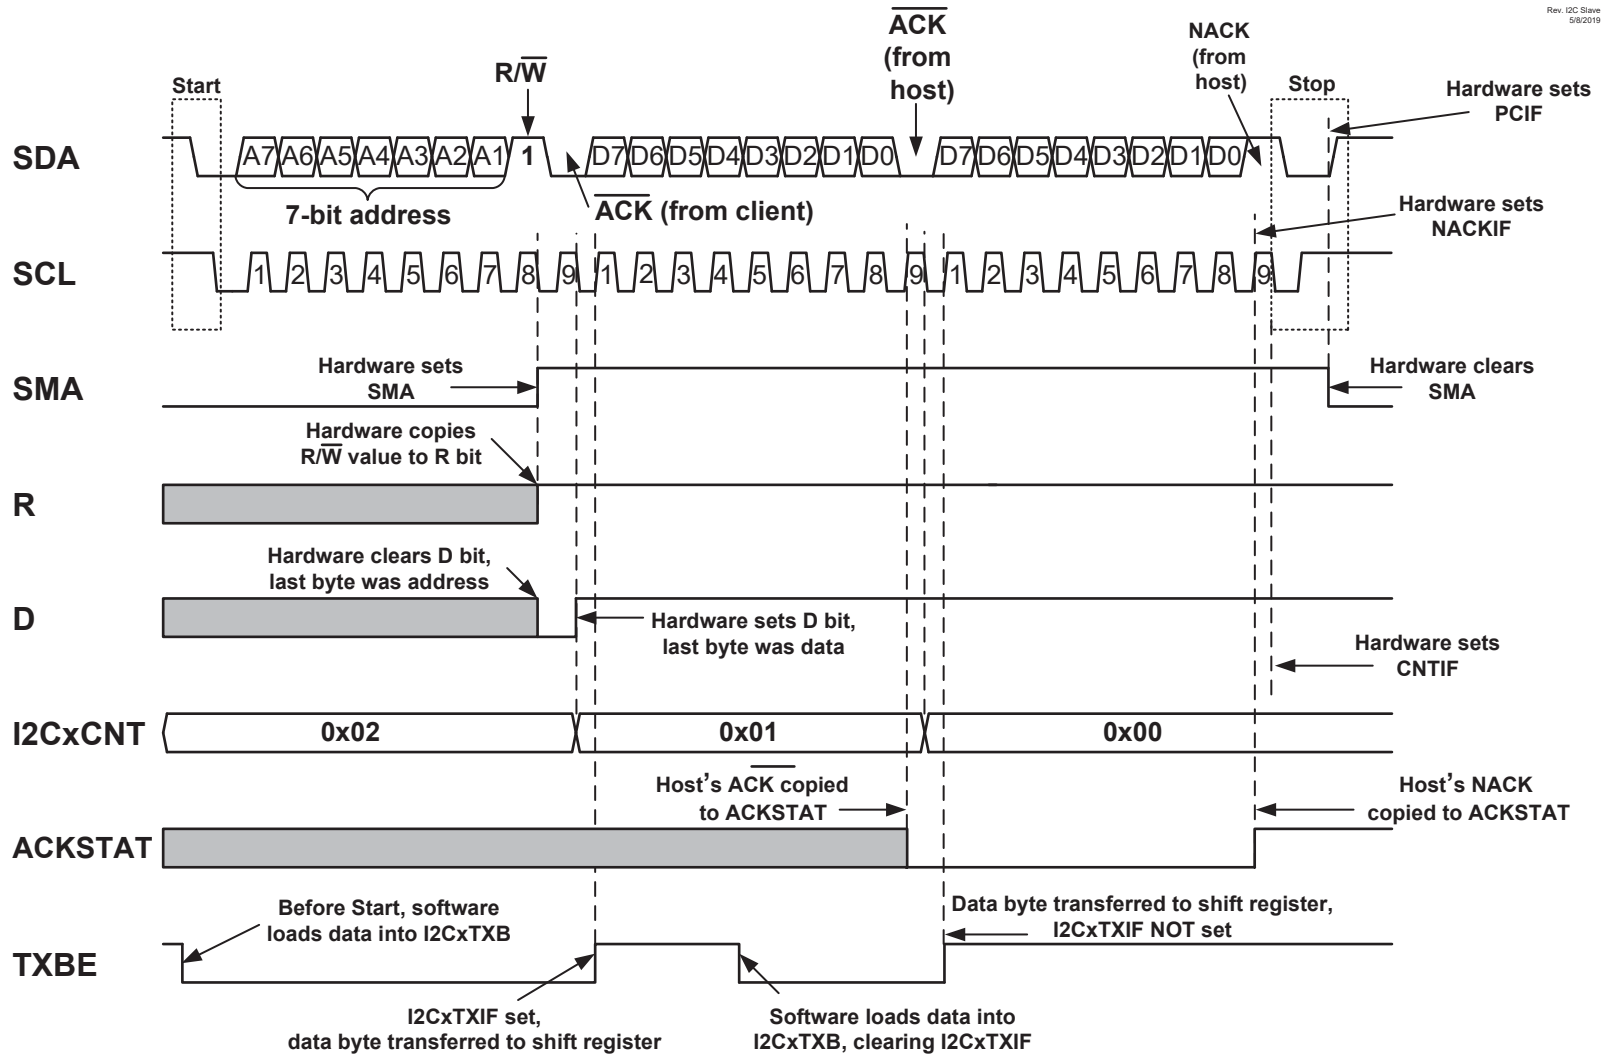 Rev. I2C Slave
5/8/2019
ACK
(from
host)
NACK
(from
host)
R/W
Start
Stop
Hardware sets
PCIF
SDA
A7 A6 A5 A4 A3 A2 A1 1 D7 D6 D5 D4 D3 D2 D1 D0 D7 D6 D5 D4 D3 D2 D1 D0
7-bit address
ACK (from client)
Hardware sets
NACKIF
SCL
1 2 3 4 5 6 7 8 9 1 2 3 4 5 6 7 8 9 1 2 3 4 5 6 7 8 9
SMA
Hardware sets
SMA
Hardware clears
SMA
Hardware copies
R/W value to R bit
R
Hardware clears D bit,
last byte was address
D
Hardware sets D bit,
last byte was data
Hardware sets
CNTIF
I2CxCNT
0x02 0x01 0x00
Host's ACK copied
to ACKSTAT
Host's NACK
copied to ACKSTAT
ACKSTAT
Before Start, software
loads data into I2CxTXB
Data byte transferred to shift register,
I2CxTXIF NOT set
TXBE
I2CxTXIF set,
data byte transferred to shift register
Software loads data into
I2CxTXB, clearing I2CxTXIF